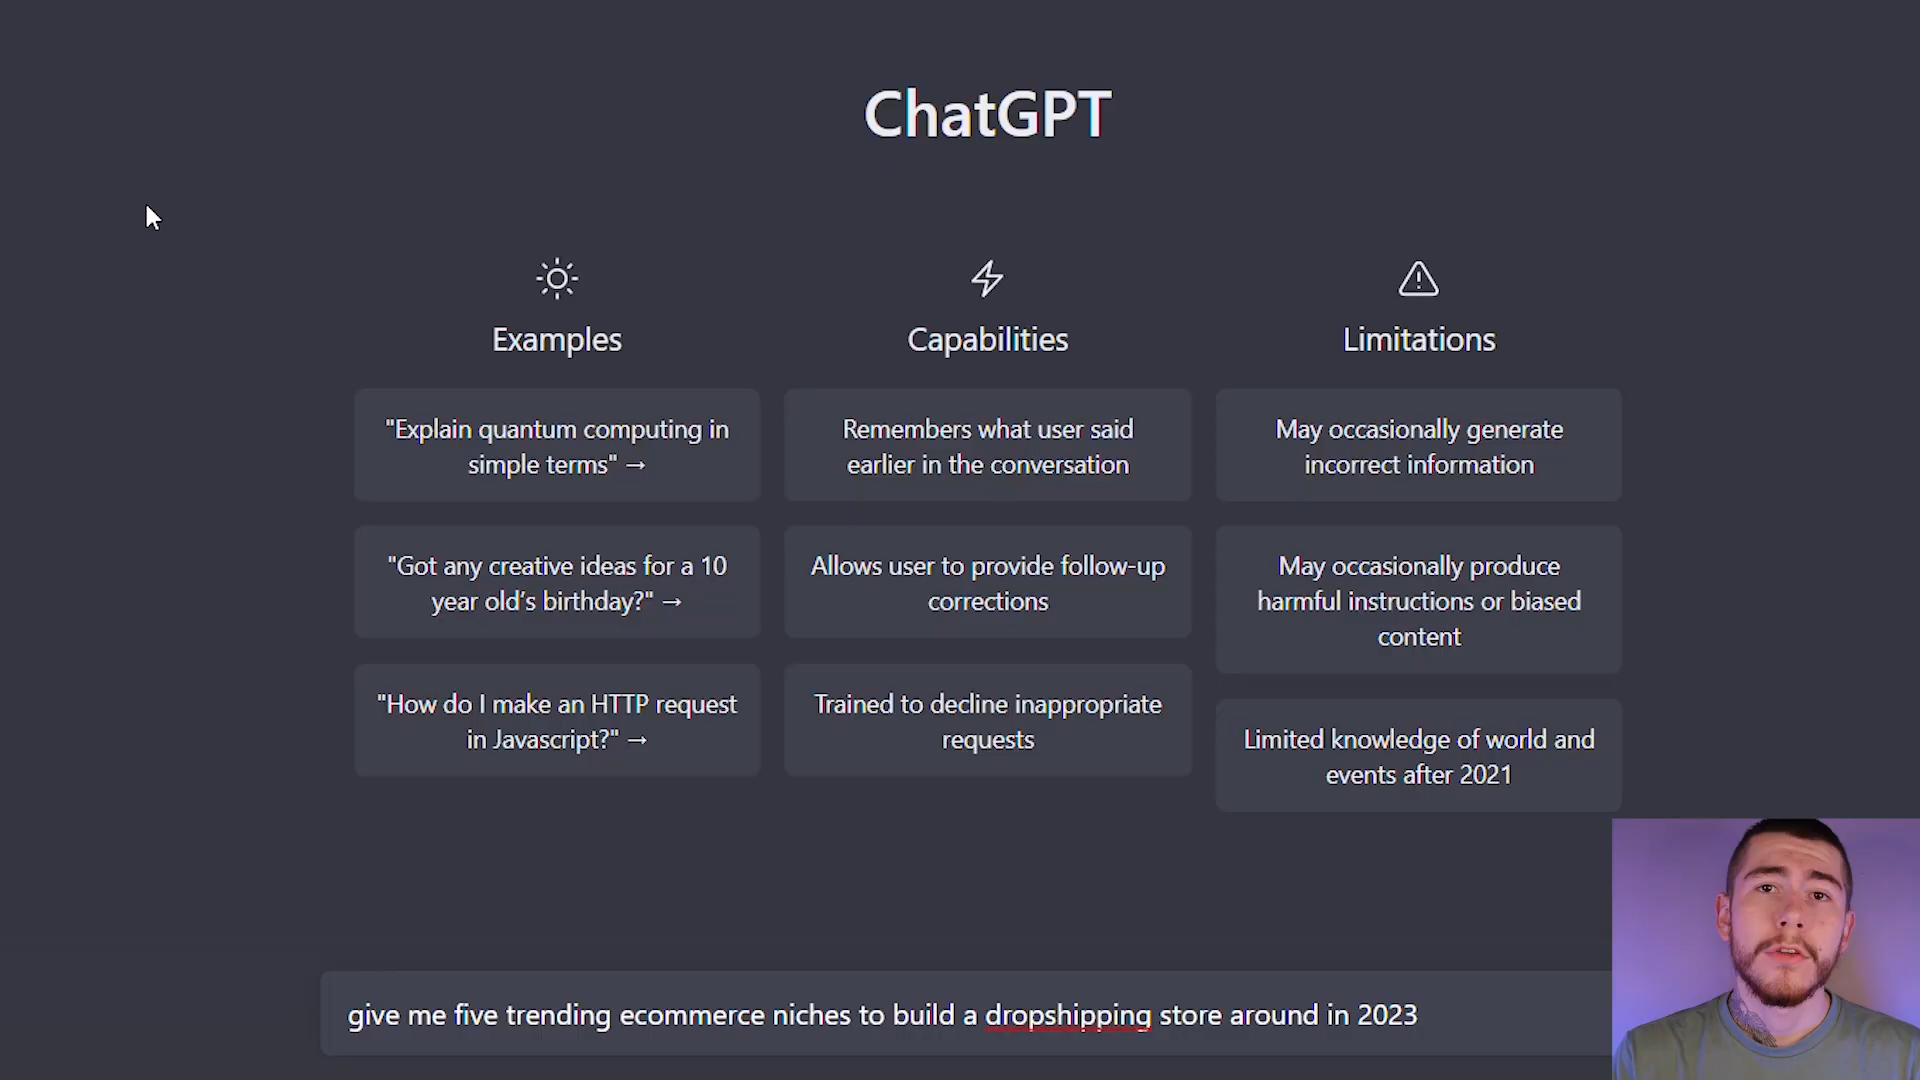 ChatGPT
Examples
"Explain quantum computing in
simple terms" →
"Got any creative ideas for a 10
year old’s birthday?" →
"How do I make an HTTP request
in Javascript?" →
Capabilities
Remembers what user said
earlier in the conversation
Allows user to provide follow-up
corrections
Trained to decline inappropriate
requests
Limitations
May occasionally generate
incorrect information
May occasionally produce
harmful instructions or biased
content
Limited knowledge of world and
events after 2021
give me five trending ecommerce niches to build a dropshipping store around in 2023